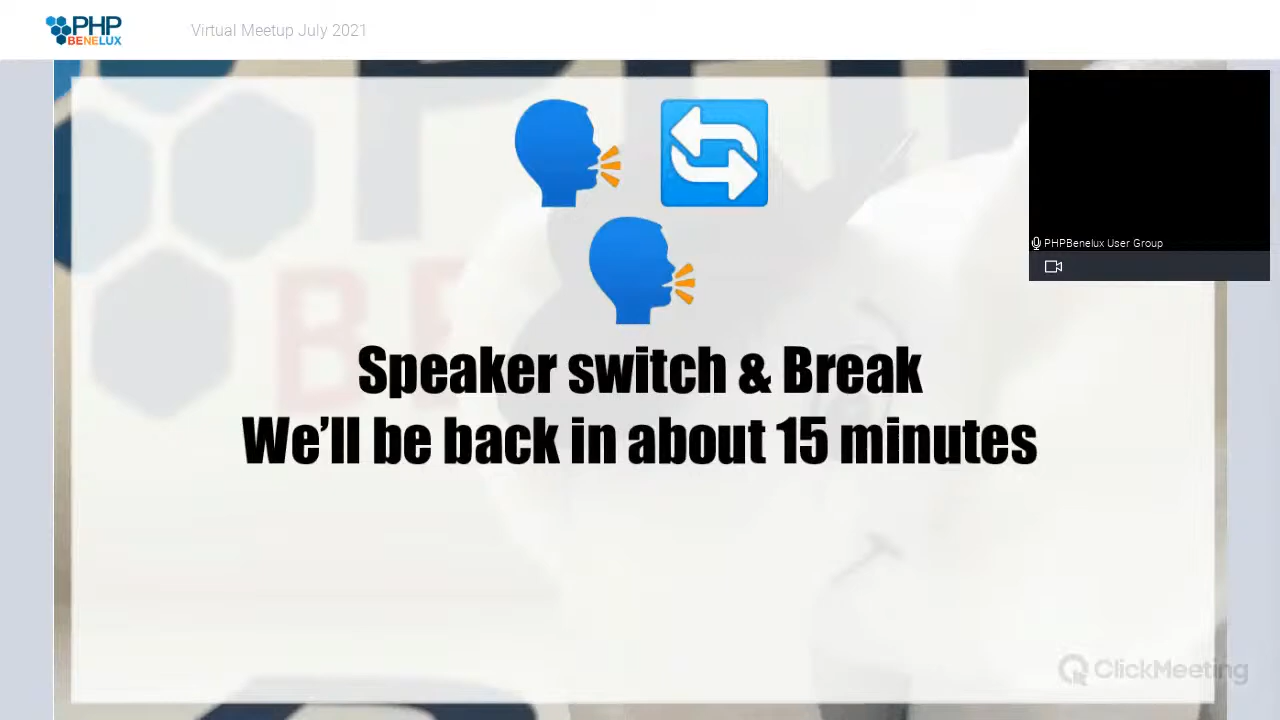 PHP
BENELUX
Virtual Meetup July 2021
PHPBenelux User Group
Speaker switch & Break
We'll be back in about 15 minutes
ClickMeeting